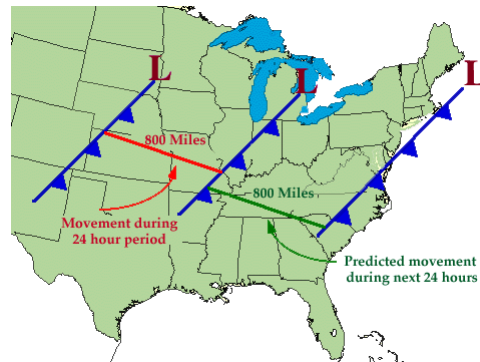 L
L
L
800 Miles
800 Miles
Movement during
24 hour period
Predicted movement
during next 24 hours